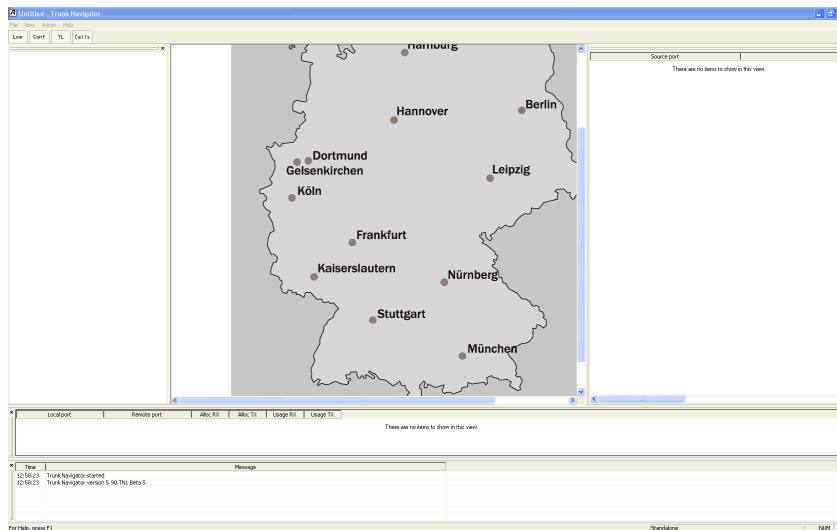 Untitled - Trunk Navigator
File View Admin Help
Low Conf TL Cells
Hamburg
Hannover
Berlin
Dortmund
Gelsenkirchen
Leipzig
Köln
Frankfurt
Kaiserslautern
Nürnberg
Stuttgart
München
Source port
There are no items to show in this view.
Local port Remote port Alloc RX Alloc TX Usage RX Usage TX
There are no items to show in this view.
Time Message
12:58:23 Trunk Navigator started
12:58:23 Trunk Navigator version 5.90.TN1 Beta 5
For Help, press F1 Standalone NUM